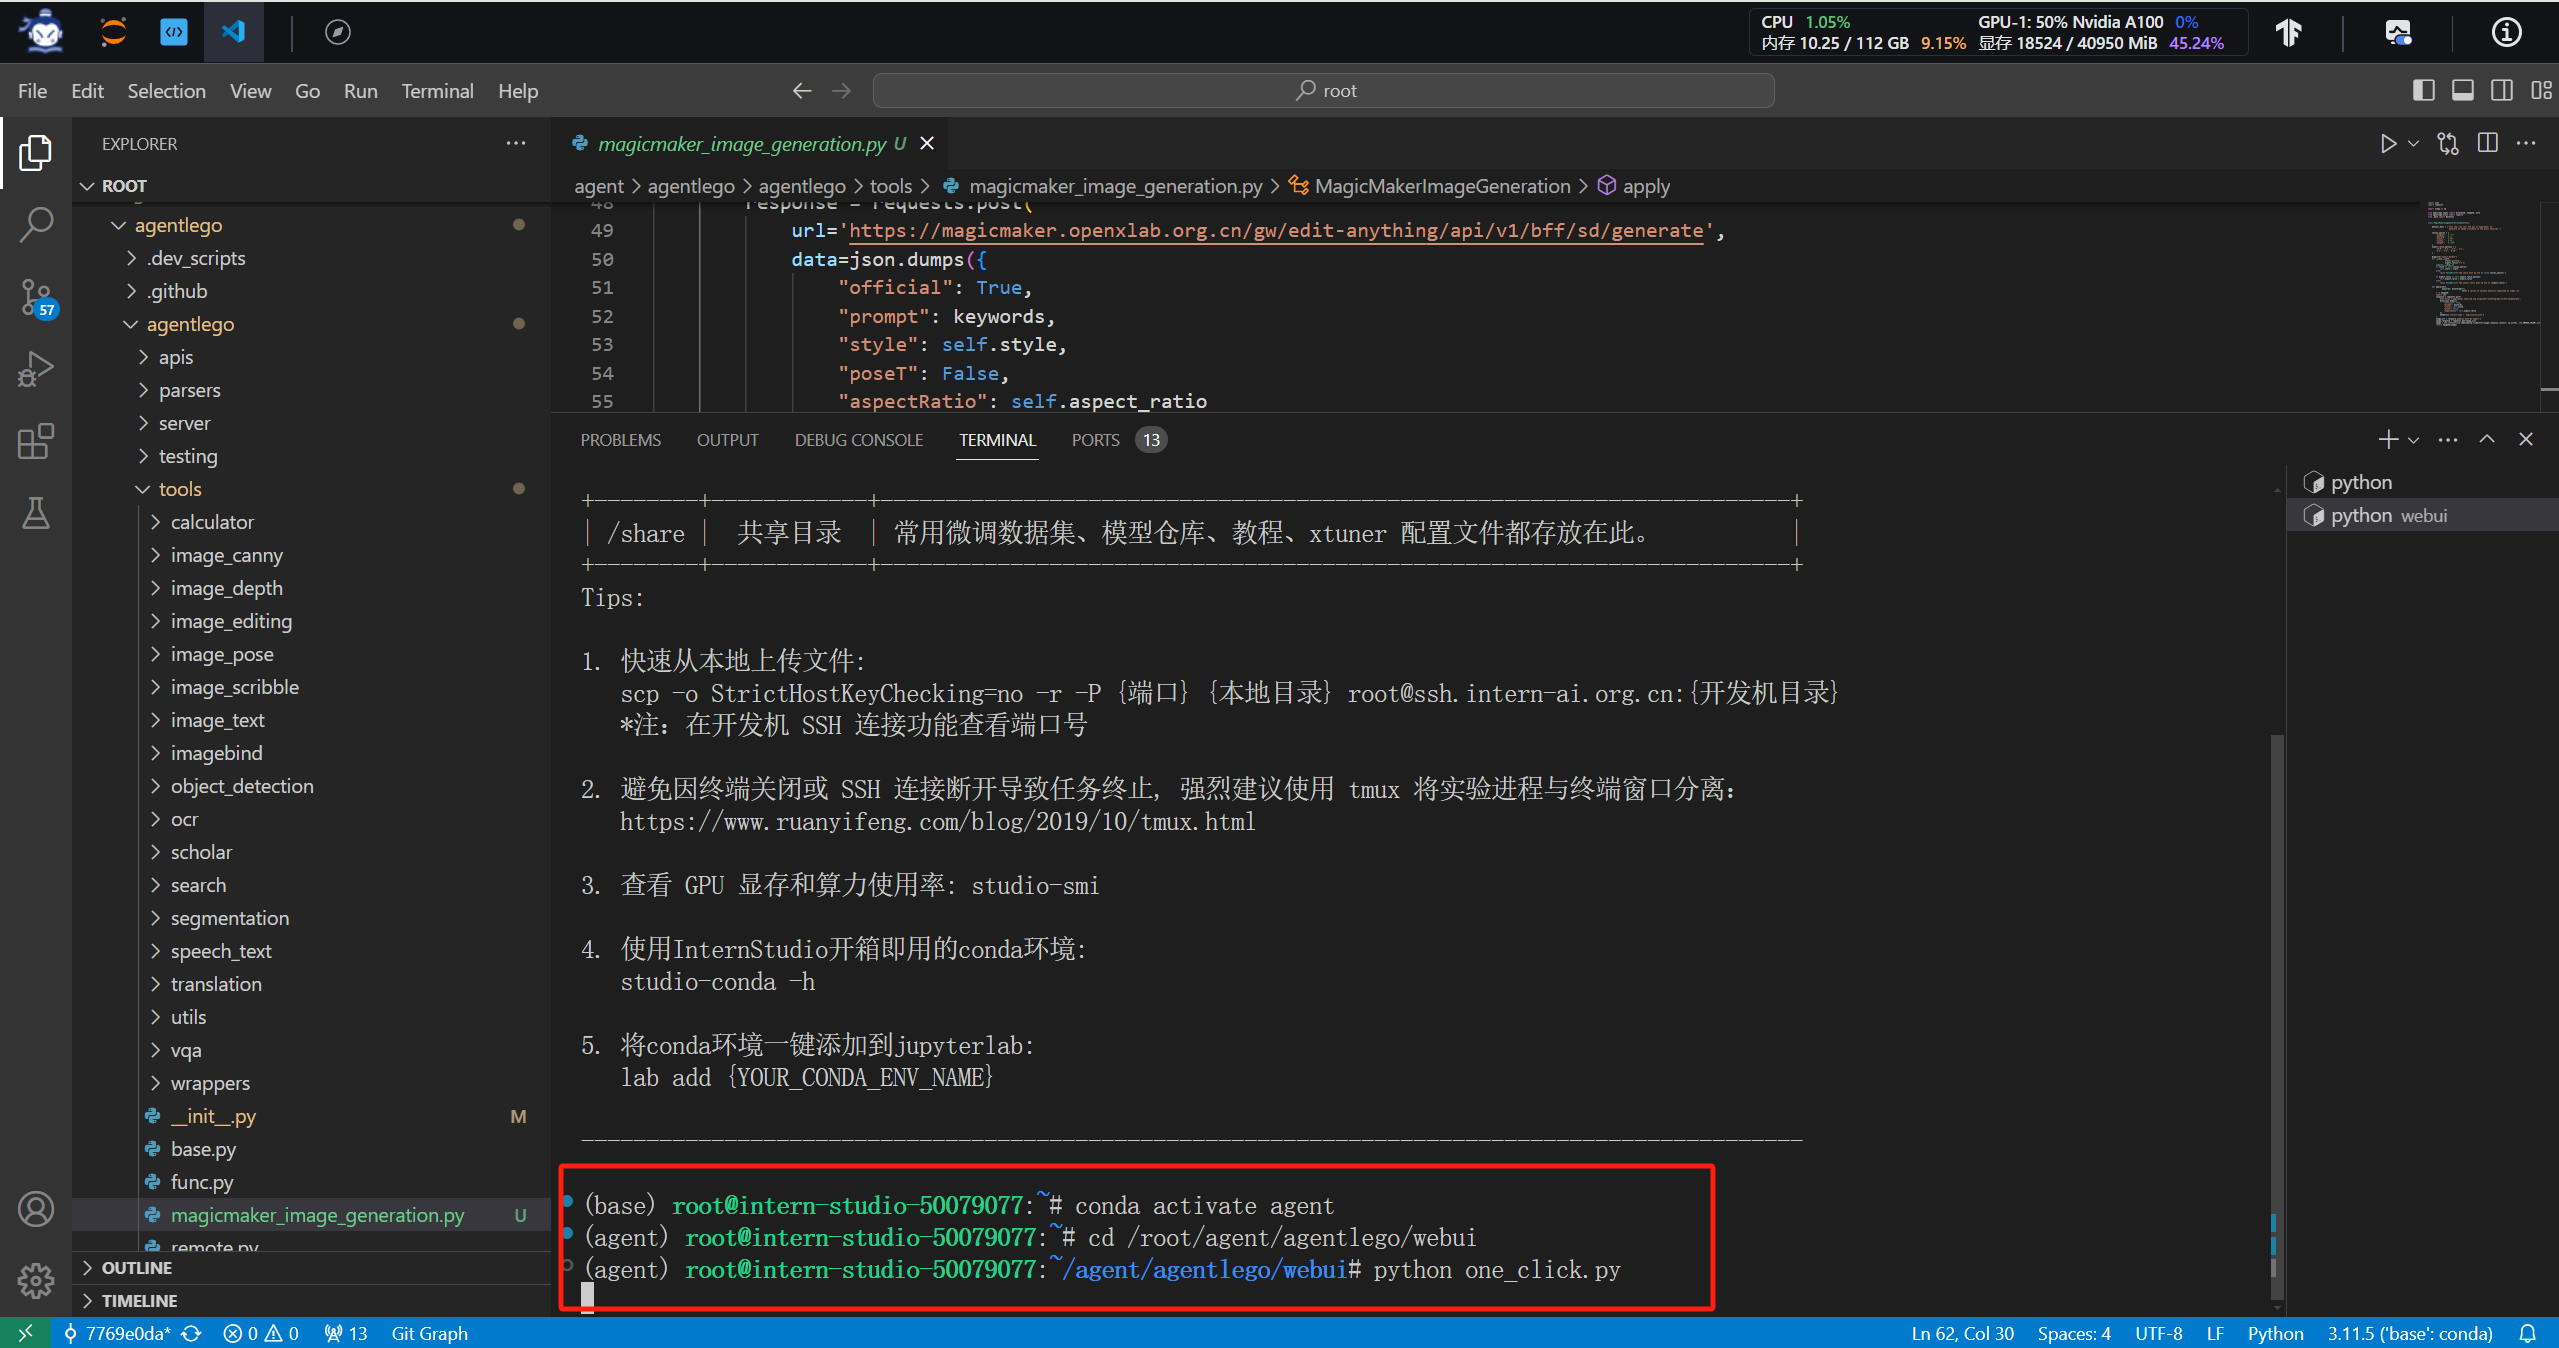 CPU 1.05% GPU-1: 50% Nvidia A100 0%
内存 10.25 / 112 GB 9.15% 显存 18524 / 40950 MiB 45.24%
File Edit Selection View Go Run Terminal Help
root
EXPLORER
magicmaker_image_generation.py U
ROOT
agent > agentlego > agentlego > tools > magicmaker_image_generation.py > MagicMakerImageGeneration > apply
agentlego
.dev_scripts
.github
57
agentlego
apis
parsers
server
testing
tools
calculator
image_canny
image_depth
image_editing
image_pose
image_scribble
image_text
imagebind
object_detection
ocr
scholar
search
segmentation
speech_text
translation
utils
vqa
wrappers
__init__.py M
base.py
func.py
magicmaker_image_generation.py U
remote.py
OUTLINE
TIMELINE
48 response = requests.post(
49 url='https://magicmaker.openxlab.org.cn/gw/edit-anything/api/v1/bff/sd/generate',
50 data=json.dumps({
51 "official": True,
52 "prompt": keywords,
53 "style": self.style,
54 "poseT": False,
55 "aspectRatio": self.aspect_ratio
PROBLEMS OUTPUT DEBUG CONSOLE TERMINAL PORTS 13
python
python webui
+--------+------------+----------------------------------------------------------------------+
| /share | 共享目录 | 常用微调数据集、模型仓库、教程、xtuner 配置文件都存放在此。 |
+--------+------------+----------------------------------------------------------------------+
Tips:
1. 快速从本地上传文件:
scp -o StrictHostKeyChecking=no -r -P {端口} {本地目录} root@ssh.intern-ai.org.cn:{开发机目录}
*注: 在开发机 SSH 连接功能查看端口号
2. 避免因终端关闭或 SSH 连接断开导致任务终止, 强烈建议使用 tmux 将实验进程与终端窗口分离:
https://www.ruanyifeng.com/blog/2019/10/tmux.html
3. 查看 GPU 显存和算力使用率: studio-smi
4. 使用InternStudio开箱即用的conda环境:
studio-conda -h
5. 将conda环境一键添加到jupyterlab:
lab add {YOUR_CONDA_ENV_NAME}
----------------------------------------------------------------------------------------------
(base) root@intern-studio-50079077:~# conda activate agent
(agent) root@intern-studio-50079077:~# cd /root/agent/agentlego/webui
(agent) root@intern-studio-50079077:~/agent/agentlego/webui# python one_click.py
7769e0da* 0 0 13 Git Graph
Ln 62, Col 30 Spaces: 4 UTF-8 LF Python 3.11.5 ('base': conda)